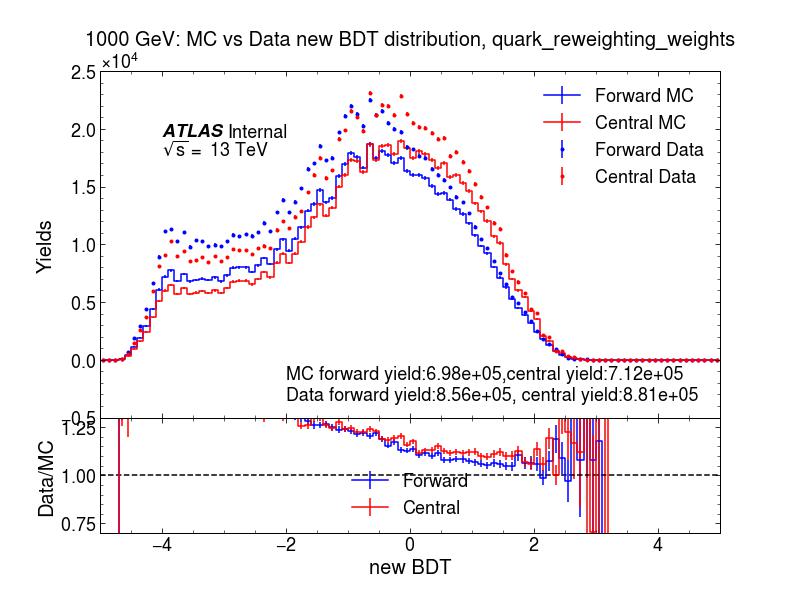 1000 GeV: MC vs Data new BDT distribution, quark_reweighting_weights
×10⁴
2.5
2.0
1.5
1.0
0.5
0.0
0.5
Yields
ATLAS Internal
√s = 13 TeV
Forward MC
Central MC
Forward Data
Central Data
MC forward yield:6.98e+05,central yield:7.12e+05
Data forward yield:8.56e+05, central yield:8.81e+05
1.25
1.00
0.75
Data/MC
Forward
Central
−4 −2 0 2 4
new BDT